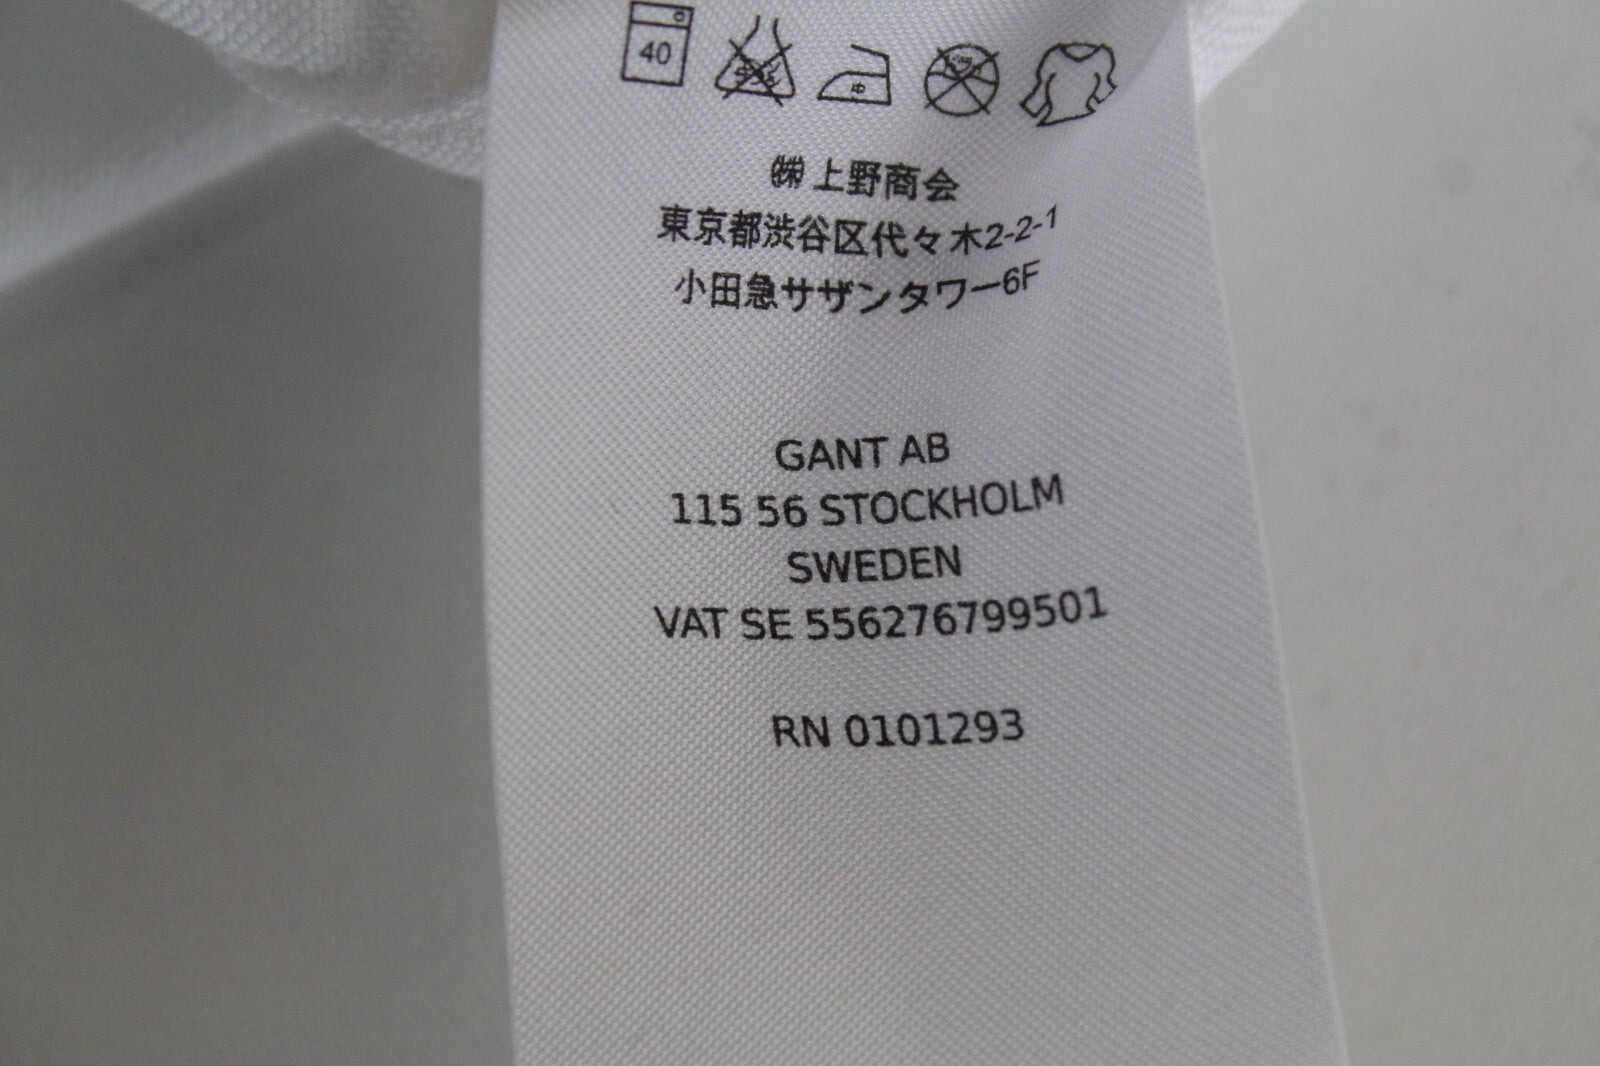 40
中
㈱上野商会
東京都渋谷区代々木2-2-1
小田急サザンタワー6F
GANT AB
115 56 STOCKHOLM
SWEDEN
VAT SE 556276799501
RN 0101293